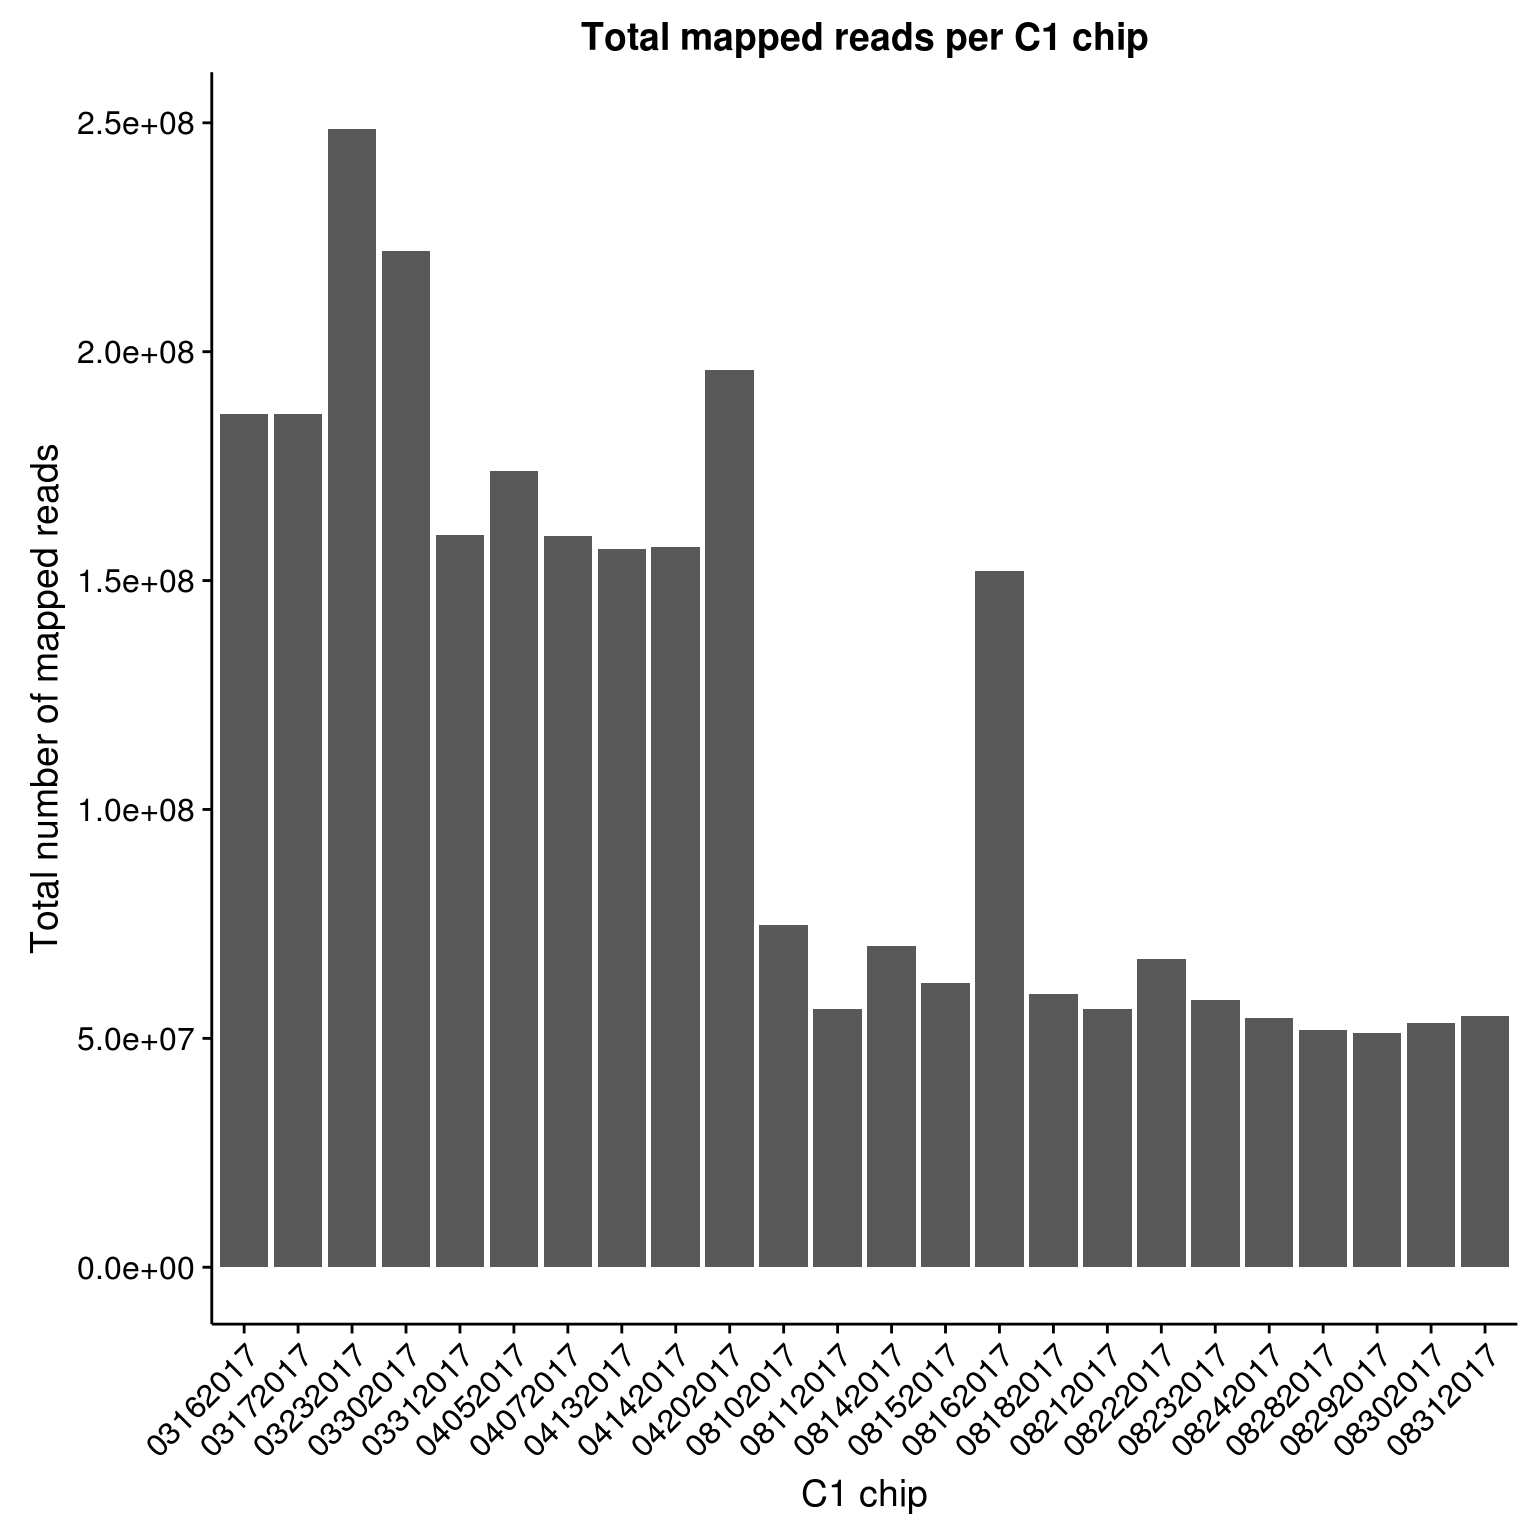 Total mapped reads per C1 chip
Total number of mapped reads
2.5e+08
2.0e+08
1.5e+08
1.0e+08
5.0e+07
0.0e+00
03162017
03172017
03232017
03302017
03312017
04052017
04072017
04132017
04142017
04202017
08102017
08112017
08142017
08152017
08162017
08182017
08212017
08222017
08232017
08242017
08282017
08292017
08302017
08312017
C1 chip